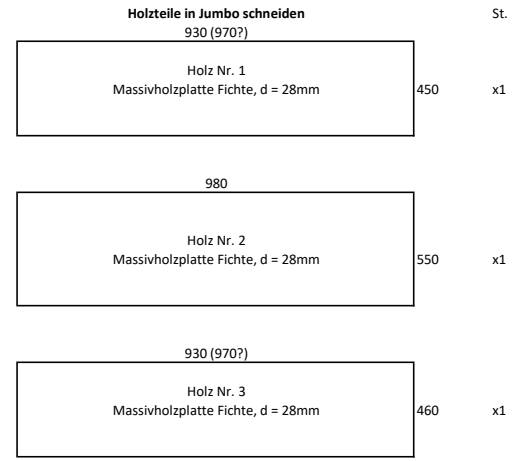 Holzteile in Jumbo schneiden St.
930 (970?)
Holz Nr. 1
Massivholzplatte Fichte, d = 28mm 450 x1
980
Holz Nr. 2
Massivholzplatte Fichte, d = 28mm 550 x1
930 (970?)
Holz Nr. 3
Massivholzplatte Fichte, d = 28mm 460 x1